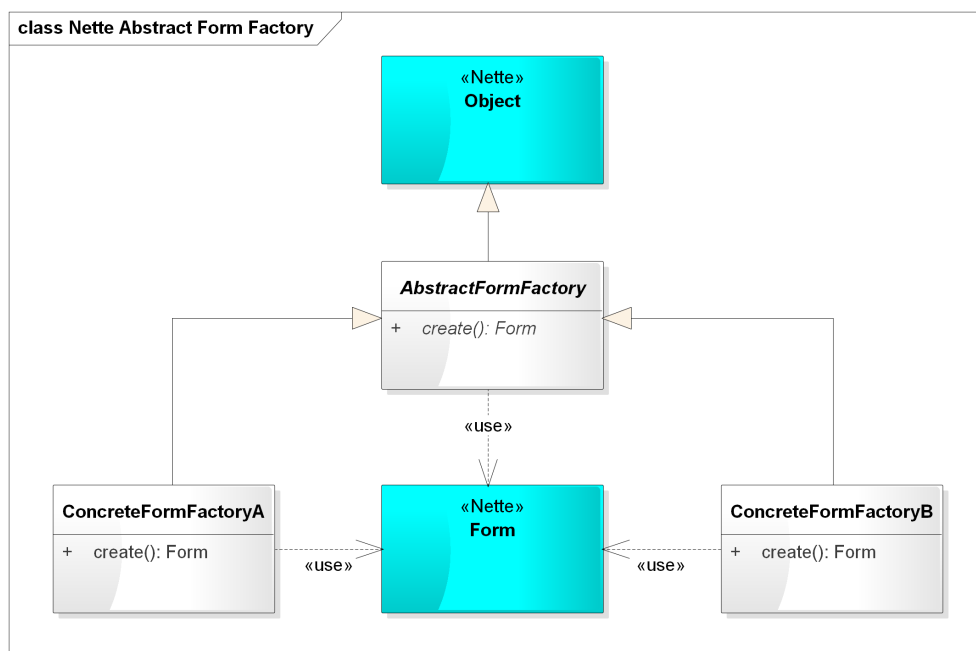 class Nette Abstract Form Factory
«Nette»
Object
AbstractFormFactory
+ create(): Form
«use»
ConcreteFormFactoryA
+ create(): Form
«use»
«Nette»
Form
«use»
ConcreteFormFactoryB
+ create(): Form